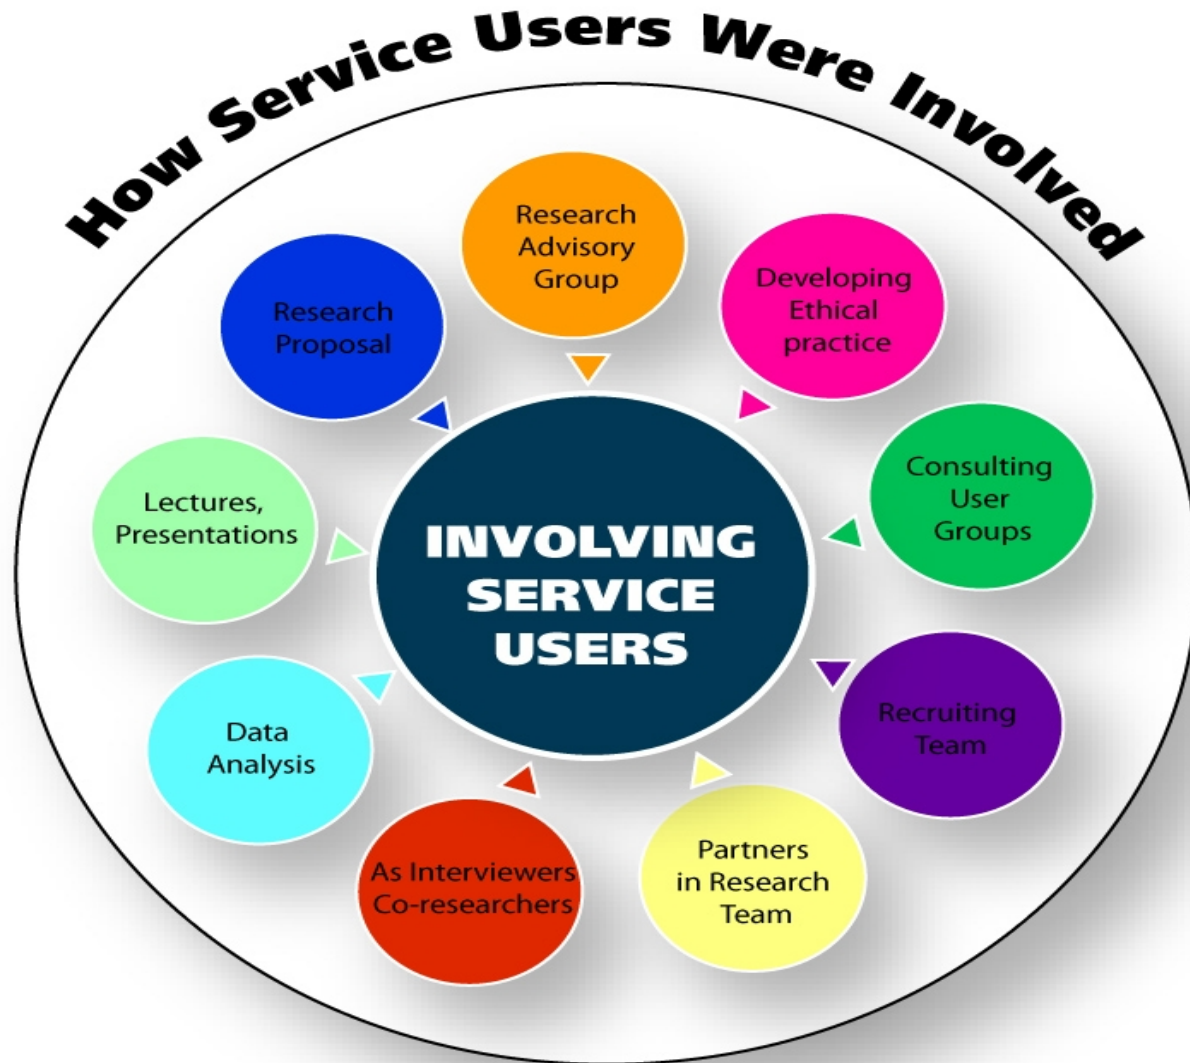 How Service Users Were Involved
Research
Advisory
Group
Developing
Ethical
practice
Consulting
User
Groups
Recruiting
Team
Partners
in Research
Team
As Interviewers
Co-researchers
Data
Analysis
Lectures,
Presentations
Research
Proposal
INVOLVING
SERVICE
USERS